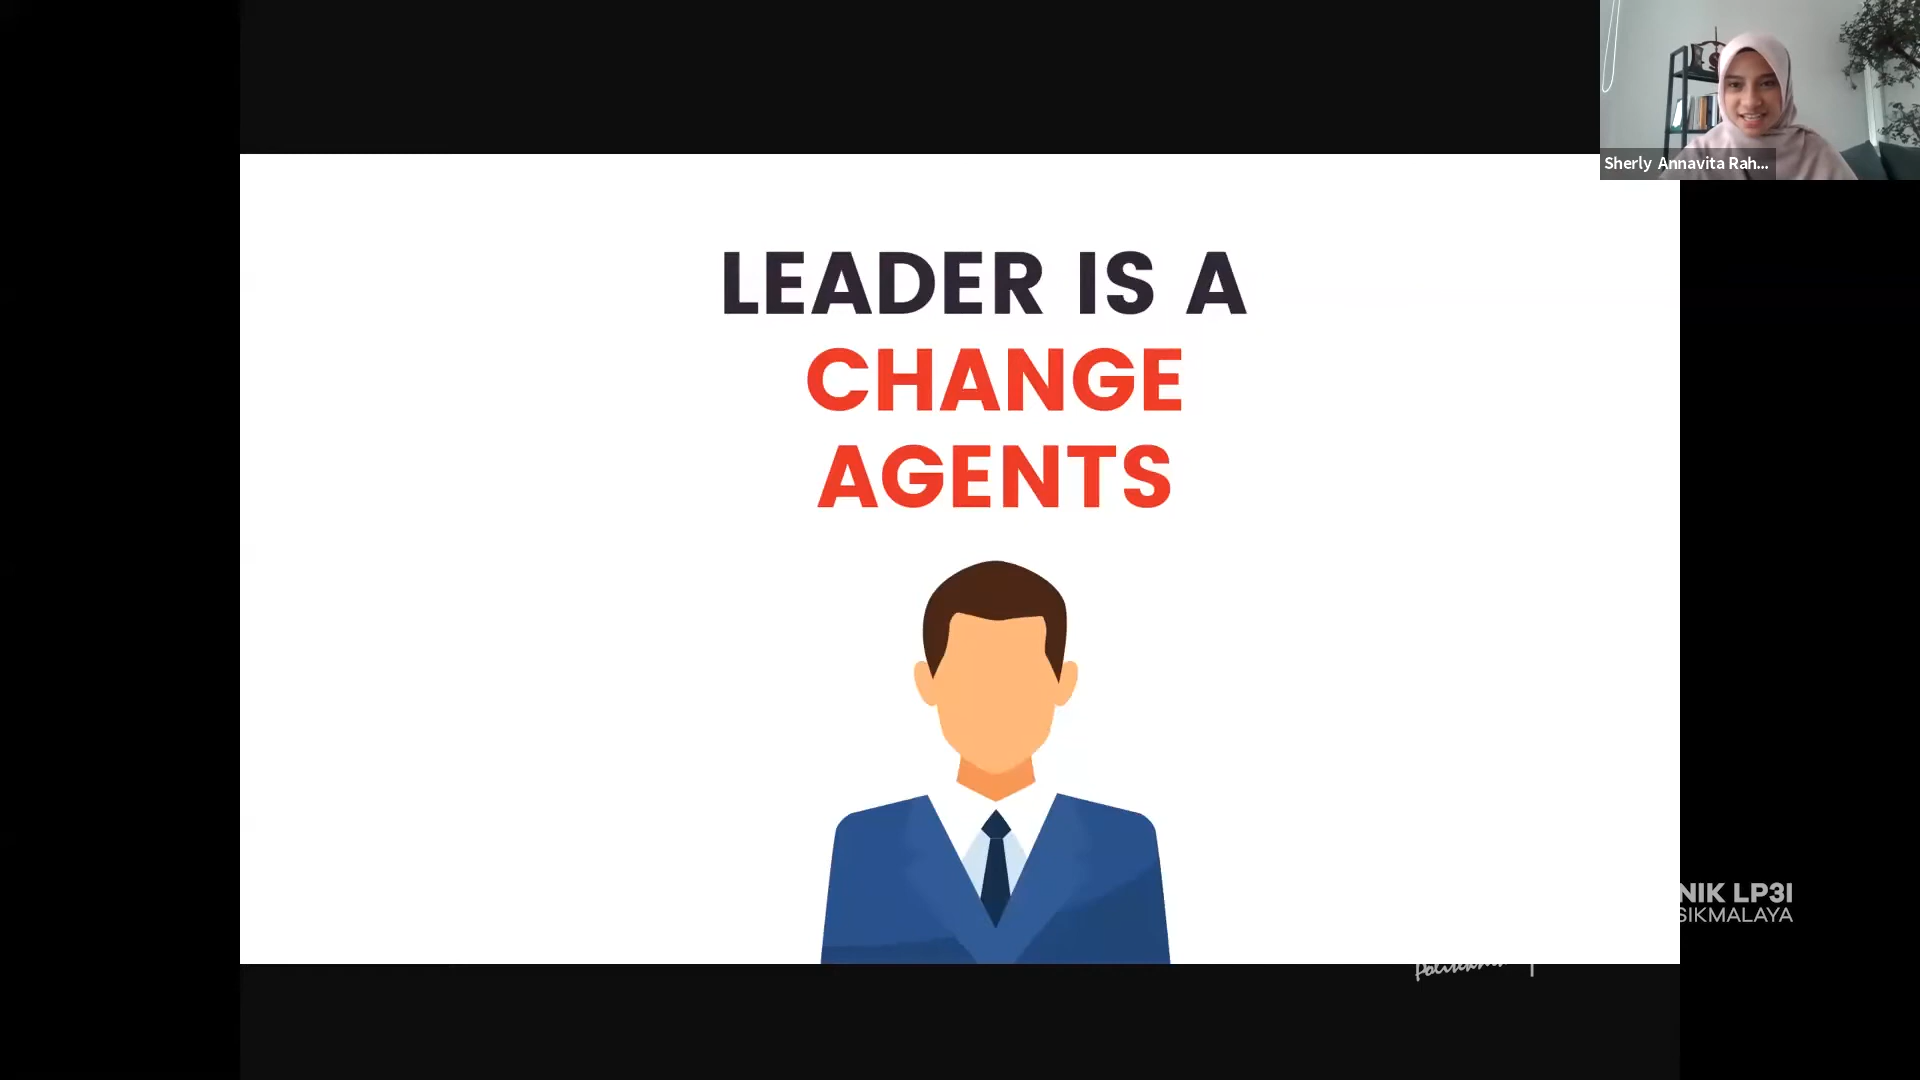 Sherly Annavita Rah...
LEADER IS A
CHANGE
AGENTS
NIK LP3I
SIKMALAYA